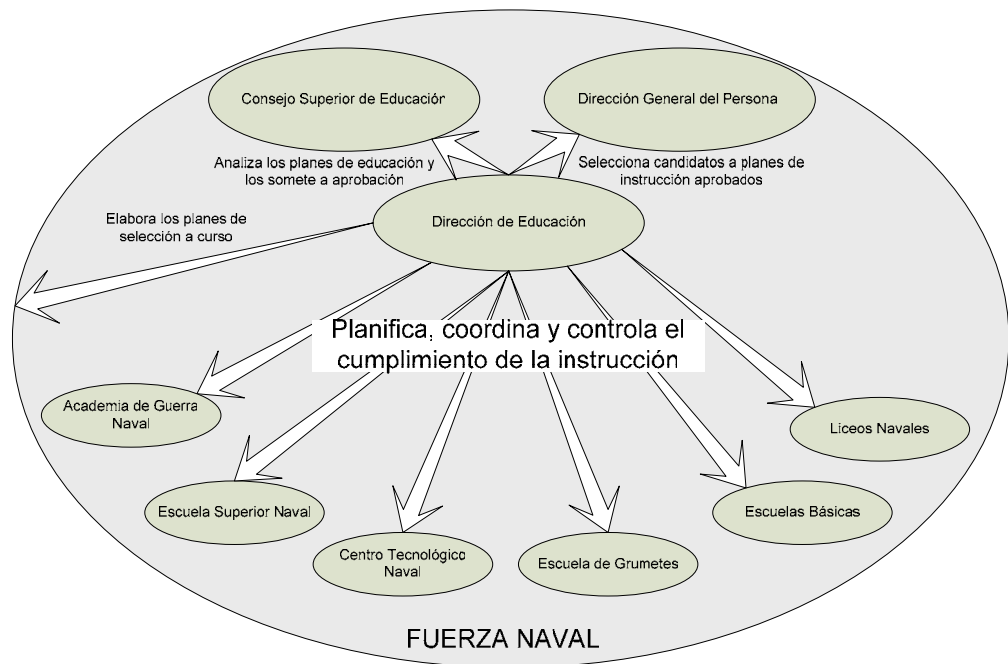 Consejo Superior de Educación
Dirección General del Persona
Analiza los planes de educación y
los somete a aprobación
Selecciona candidatos a planes de
instrucción aprobados
Dirección de Educación
Elabora los planes de
selección a curso
Planifica, coordina y controla el
cumplimiento de la instrucción
Academia de Guerra
Naval
Liceos Navales
Escuela Superior Naval
Escuelas Básicas
Centro Tecnológico
Naval
Escuela de Grumetes
FUERZA NAVAL